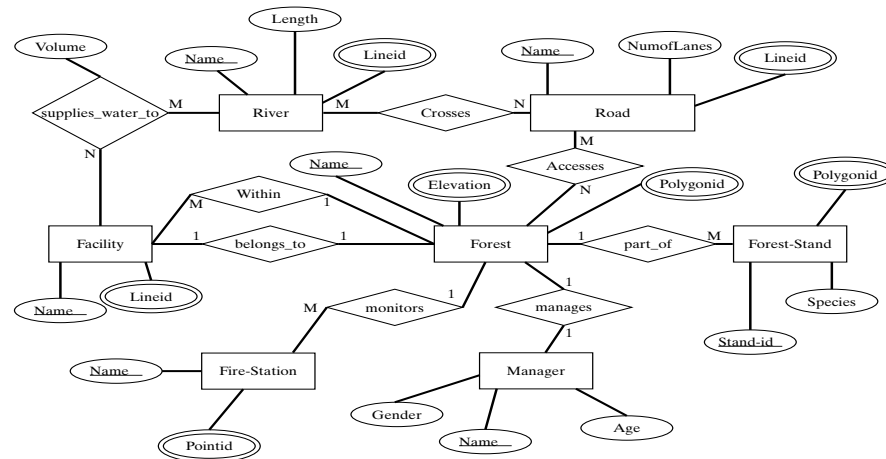 Length
Volume
Name
Lineid
Name
NumofLanes
Lineid
supplies_water_to
M
River
M
Crosses
N
Road
N
M
Accesses
N
Name
Elevation
Polygonid
Polygonid
Within
M
1
Facility
1
belongs_to
1
Forest
1
part_of
M
Forest-Stand
Name
Lineid
Species
Stand-id
M
monitors
1
1
manages
1
Name
Fire-Station
Manager
Pointid
Gender
Name
Age